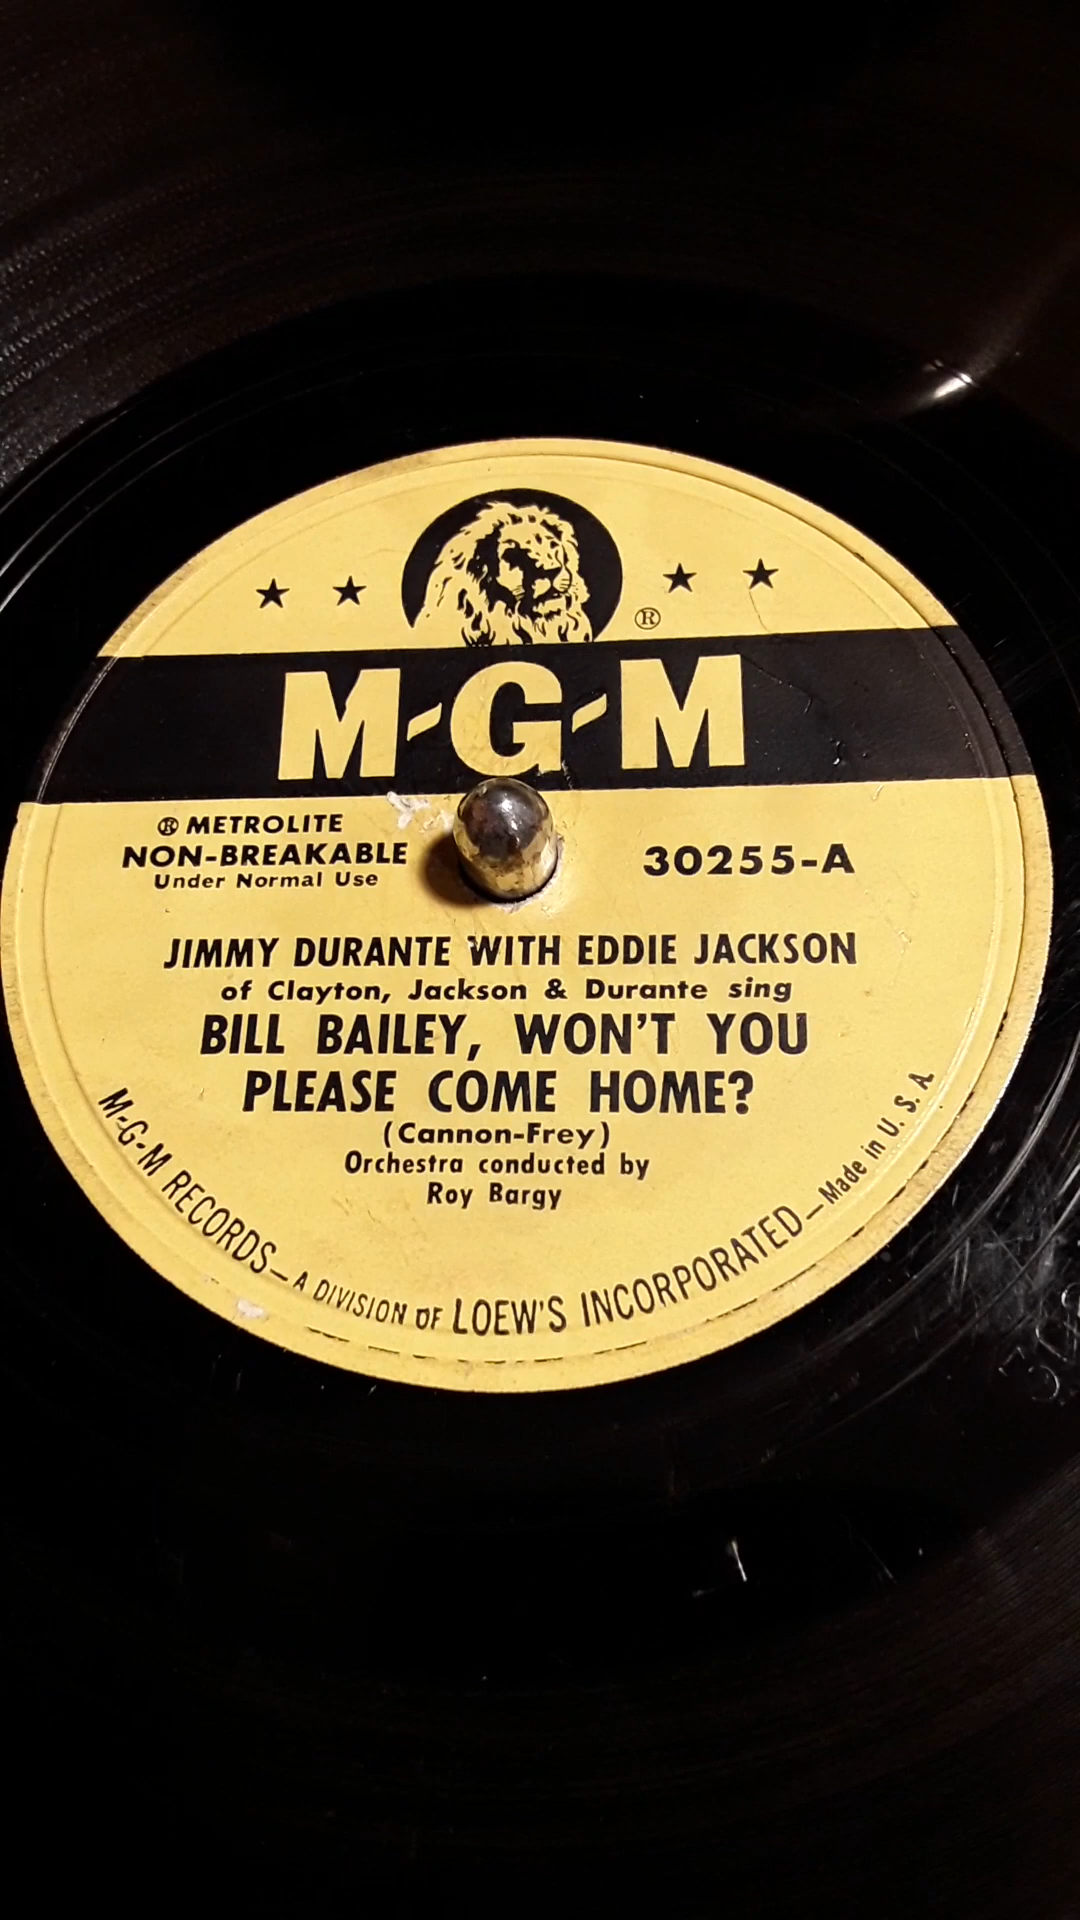 ®
M-G-M
® METROLITE
NON-BREAKABLE
Under Normal Use
30255-A
JIMMY DURANTE WITH EDDIE JACKSON
of Clayton, Jackson & Durante sing
BILL BAILEY, WON'T YOU
PLEASE COME HOME?
(Cannon-Frey)
Orchestra conducted by
Roy Bargy
M-G-M RECORDS—A DIVISION OF LOEW'S INCORPORATED—Made in U. S. A.